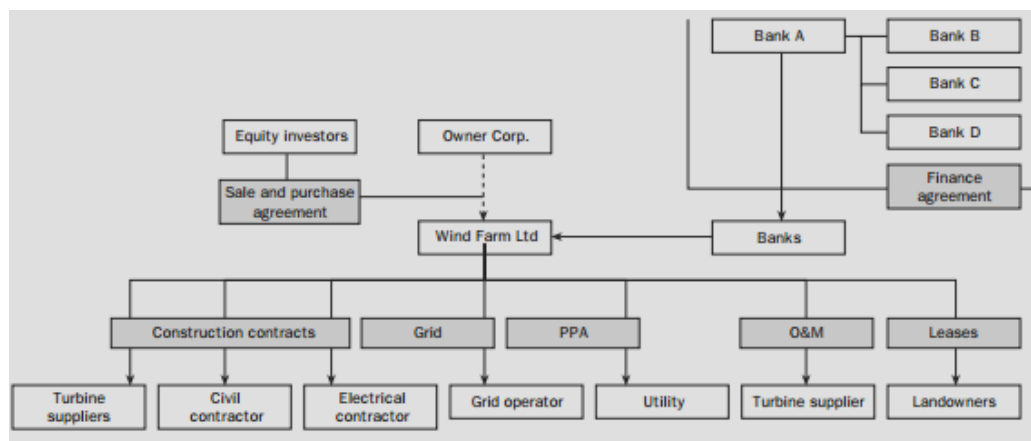 Bank A
Bank B
Bank C
Bank D
Equity investors
Owner Corp.
Sale and purchase
agreement
Finance
agreement
Wind Farm Ltd
Banks
Construction contracts
Grid
PPA
O&M
Leases
Turbine
suppliers
Civil
contractor
Electrical
contractor
Grid operator
Utility
Turbine supplier
Landowners